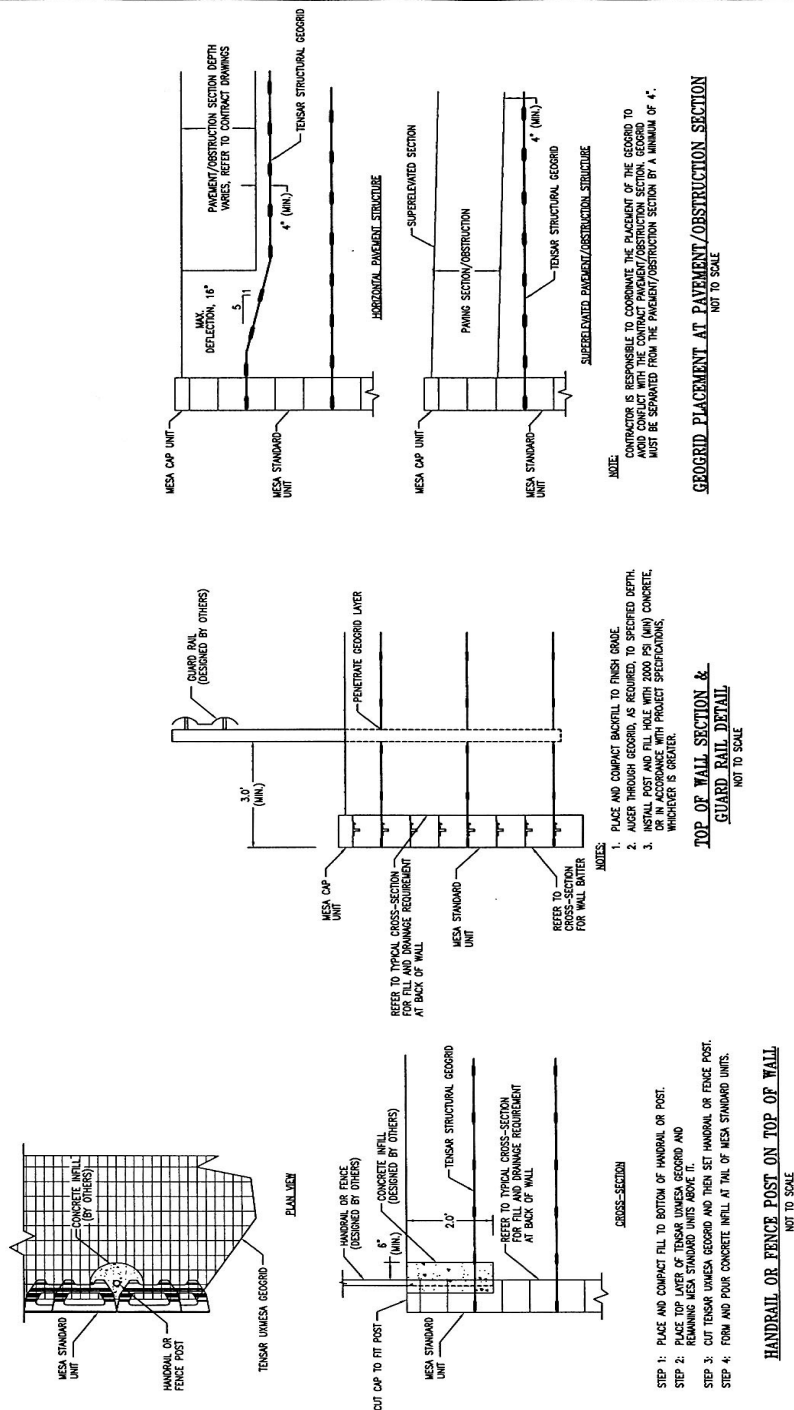 MESA STANDARD
UNIT
CONCRETE INFILL
(BY OTHERS)
HANDRAIL OR
FENCE POST
TENSAR UXMESA GEOGRID
PLAN VIEW
CUT CAP TO FIT POST
HANDRAIL OR FENCE
(DESIGNED BY OTHERS)
6"
(MIN.)
CONCRETE INFILL
(DESIGNED BY OTHERS)
2.0'
TENSAR STRUCTURAL GEOGRID
MESA STANDARD
UNIT
REFER TO TYPICAL CROSS-SECTION
FOR FILL AND DRAINAGE REQUIREMENT
AT BACK OF WALL
CROSS-SECTION
STEP 1: PLACE AND COMPACT FILL TO BOTTOM OF HANDRAIL OR POST.
STEP 2: PLACE TOP LAYER OF TENSAR UXMESA GEOGRID AND
REMAINING MESA STANDARD UNITS ABOVE IT.
STEP 3: CUT TENSAR UXMESA GEOGRID AND THEN SET HANDRAIL OR FENCE POST.
STEP 4: FORM AND POUR CONCRETE INFILL AT TAIL OF MESA STANDARD UNITS.
HANDRAIL OR FENCE POST ON TOP OF WALL
NOT TO SCALE
GUARD RAIL
(DESIGNED BY OTHERS)
3.0'
(MIN.)
MESA CAP
UNIT
PENETRATE GEOGRID LAYER
REFER TO TYPICAL CROSS-SECTION
FOR FILL AND DRAINAGE REQUIREMENT
AT BACK OF WALL
MESA STANDARD
UNIT
REFER TO
CROSS-SECTION
FOR WALL BATTER
NOTES:
1. PLACE AND COMPACT BACKFILL TO FINISH GRADE.
2. AUGER THROUGH GEOGRID, AS REQUIRED, TO SPECIFIED DEPTH.
3. INSTALL POST AND FILL HOLE WITH 2000 PSI (MIN) CONCRETE,
OR IN ACCORDANCE WITH PROJECT SPECIFICATIONS,
WHICHEVER IS GREATER.
TOP OF WALL SECTION &
GUARD RAIL DETAIL
NOT TO SCALE
MESA CAP UNIT
MAX.
DEFLECTION, 16"
5
1
PAVEMENT/OBSTRUCTION SECTION DEPTH
VARIES, REFER TO CONTRACT DRAWINGS
4" (MIN.)
TENSAR STRUCTURAL GEOGRID
MESA STANDARD
UNIT
HORIZONTAL PAVEMENT STRUCTURE
MESA CAP UNIT
SUPERELEVATED SECTION
PAVING SECTION/OBSTRUCTION
4" (MIN.)
TENSAR STRUCTURAL GEOGRID
MESA STANDARD
UNIT
SUPERELEVATED PAVEMENT/OBSTRUCTION STRUCTURE
NOTE:
CONTRACTOR IS RESPONSIBLE TO COORDINATE THE PLACEMENT OF THE GEOGRID TO
AVOID CONFLICT WITH THE CONTRACT PAVEMENT/OBSTRUCTION SECTION. GEOGRID
MUST BE SEPARATED FROM THE PAVEMENT/OBSTRUCTION SECTION BY A MINIMUM OF 4".
GEOGRID PLACEMENT AT PAVEMENT/OBSTRUCTION SECTION
NOT TO SCALE